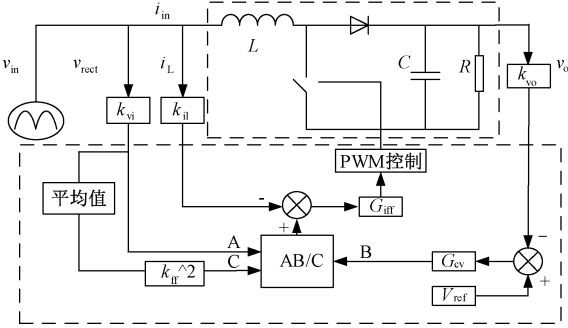 i_in
v_in
v_rect
i_L
L
C
R
v_o
k_vi
k_il
k_vo
PWM控制
平均值
-
G_iff
+
-
A
B
C
AB/C
G_cv
+
k_ff^2
V_ref